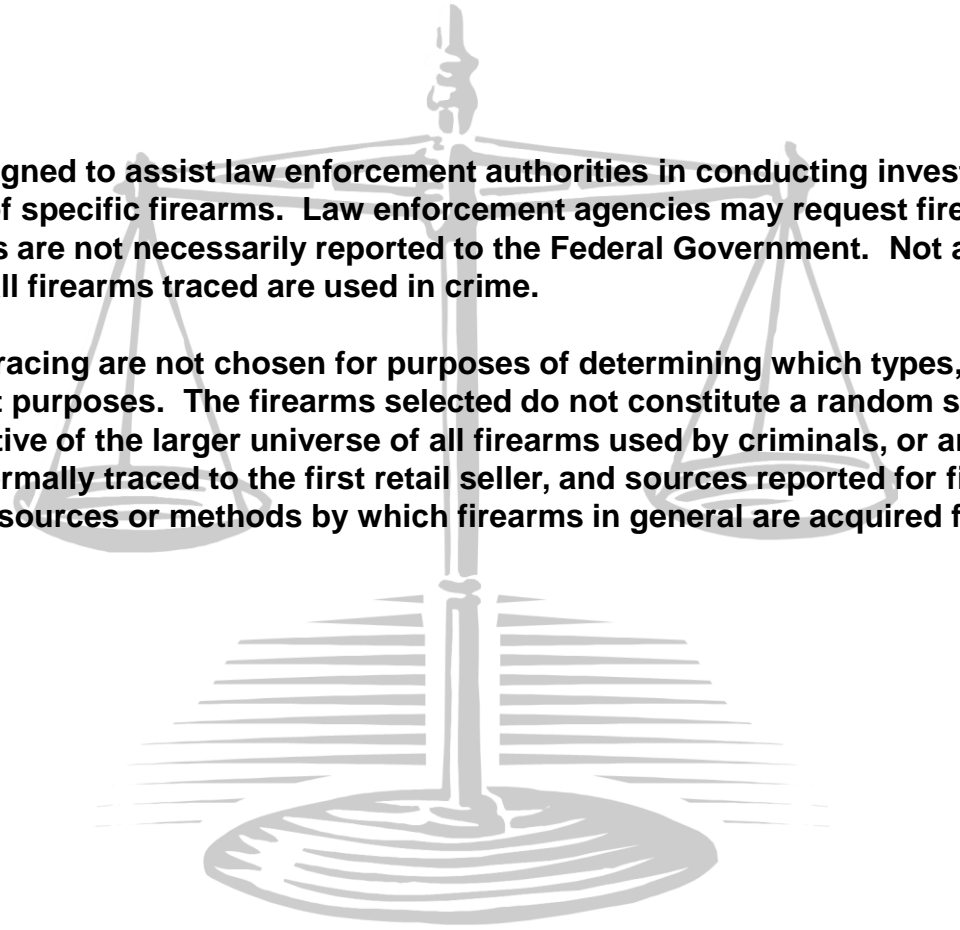 igned to assist law enforcement authorities in conducting invest
of specific firearms.  Law enforcement agencies may request fire
s are not necessarily reported to the Federal Government.  Not a
ll firearms traced are used in crime.
racing are not chosen for purposes of determining which types,
t purposes.  The firearms selected do not constitute a random s
tive of the larger universe of all firearms used by criminals, or a
rmally traced to the first retail seller, and sources reported for fi
sources or methods by which firearms in general are acquired f